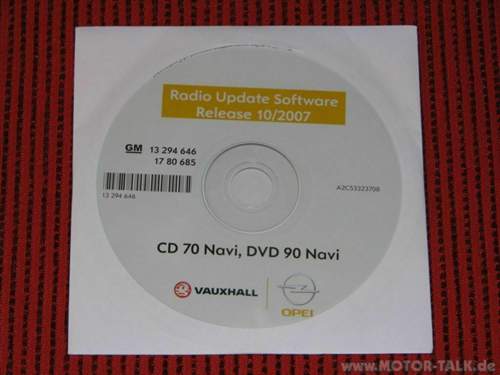 Radio Update Software
Release 10/2007
GM 13 294 646
17 80 685
13 294 646
A2C53323708
CD 70 Navi, DVD 90 Navi
VAUXHALL
OPEL
www.MOTOR-TALK.de